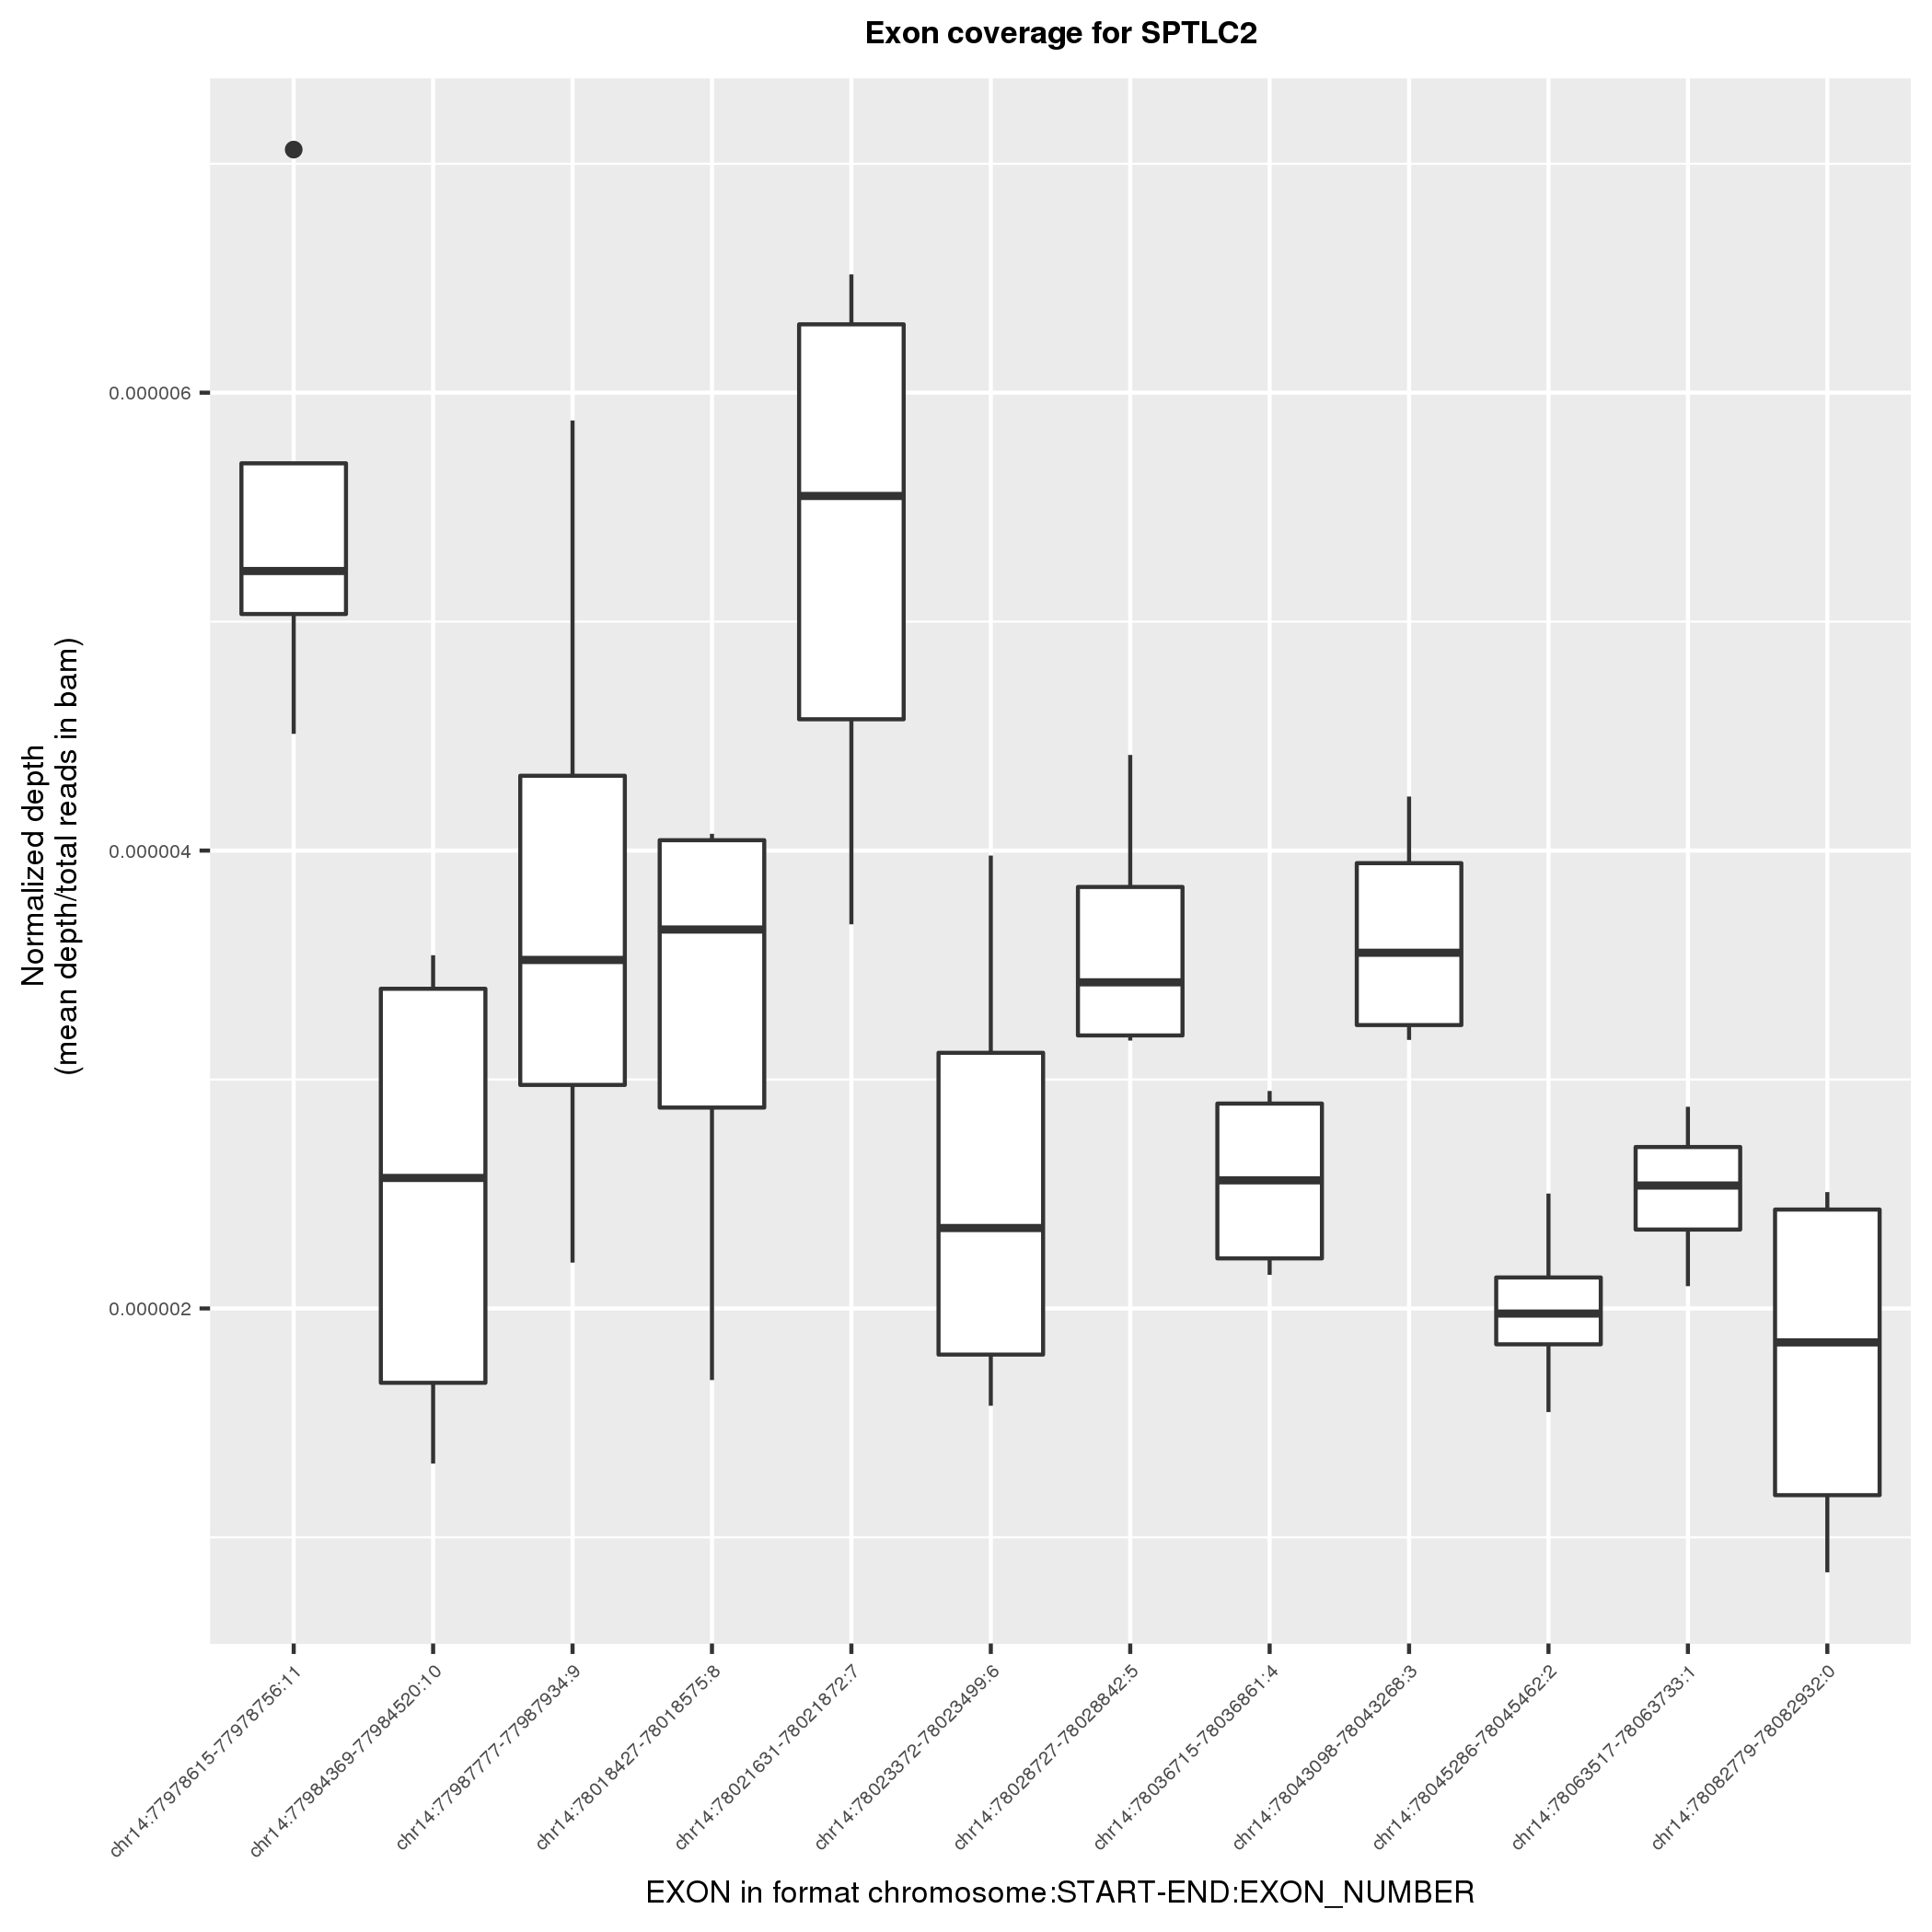 Exon coverage for SPTLC2
Normalized depth
(mean depth/total reads in bam)
0.000006
0.000004
0.000002
chr14:77978615-77978756:11
chr14:77984369-77984520:10
chr14:77987777-77987934:9
chr14:78018427-78018575:8
chr14:78021631-78021872:7
chr14:78023372-78023499:6
chr14:78028727-78028842:5
chr14:78036715-78036861:4
chr14:78043098-78043268:3
chr14:78045286-78045462:2
chr14:78063517-78063733:1
chr14:78082779-78082932:0
EXON in format chromosome:START-END:EXON_NUMBER